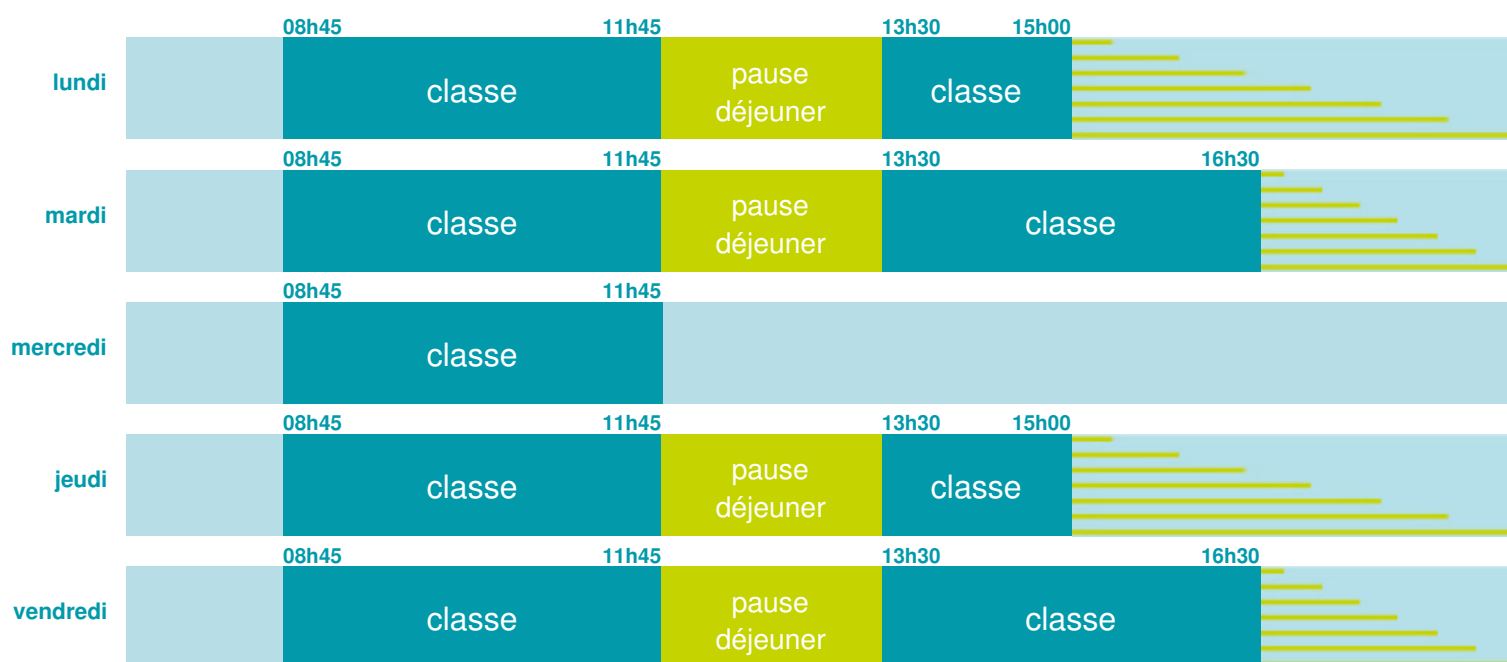 08h45 11h45 13h30 15h00
lundi classe pause déjeuner classe
08h45 11h45 13h30 16h30
mardi classe pause déjeuner classe
08h45 11h45
mercredi classe
08h45 11h45 13h30 15h00
jeudi classe pause déjeuner classe
08h45 11h45 13h30 16h30
vendredi classe pause déjeuner classe